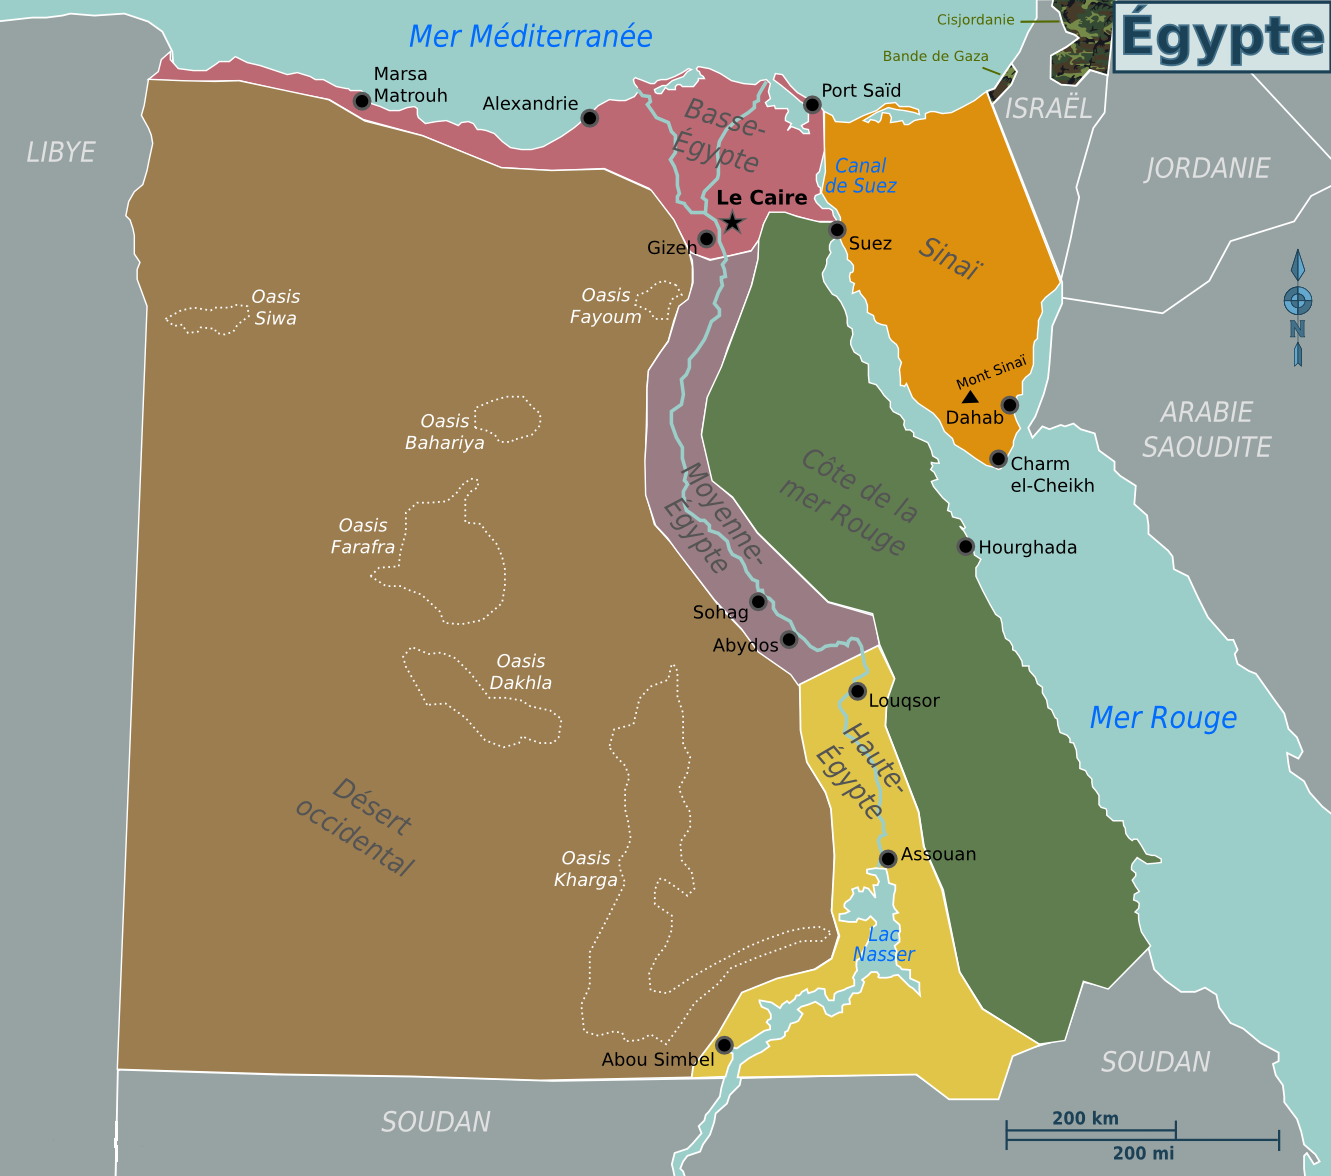 Égypte
Cisjordanie
Mer Méditerranée
Bande de Gaza
Marsa
Matrouh
Alexandrie
Port Saïd
ISRAËL
Basse-
Égypte
LIBYE
JORDANIE
Canal
de Suez
Le Caire
Gizeh
Suez
Sinaï
Oasis
Siwa
Oasis
Fayoum
N
Mont Sinaï
Dahab
ARABIE
SAOUDITE
Oasis
Bahariya
Charm
el-Cheikh
Côte de la
mer Rouge
Moyenne-
Égypte
Oasis
Farafra
Hourghada
Sohag
Abydos
Oasis
Dakhla
Louqsor
Mer Rouge
Haute-
Égypte
Désert
occidental
Oasis
Kharga
Assouan
Lac
Nasser
Abou Simbel
SOUDAN
SOUDAN
200 km
200 mi